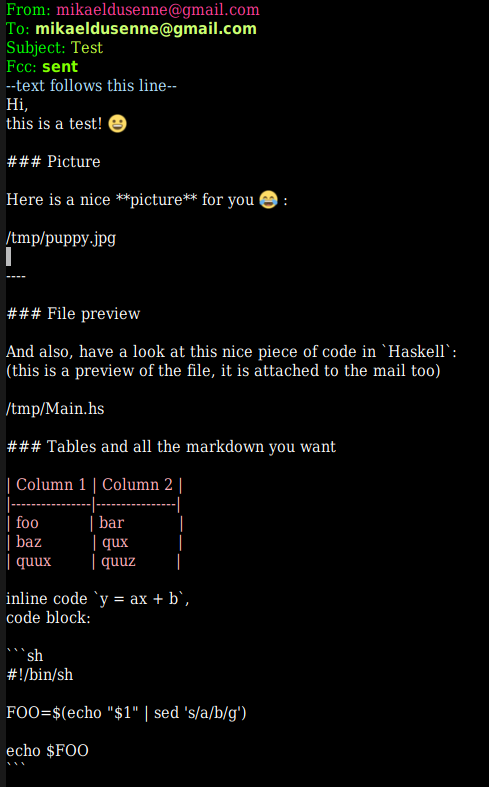 From: mikaeldusenne@gmail.com
To: mikaeldusenne@gmail.com
Subject: Test
Fcc: sent
--text follows this line--
Hi,
this is a test! 😀
### Picture
Here is a nice **picture** for you 😂 :
/tmp/puppy.jpg
----
### File preview
And also, have a look at this nice piece of code in `Haskell`:
(this is a preview of the file, it is attached to the mail too)
/tmp/Main.hs
### Tables and all the markdown you want
| Column 1 | Column 2 |
|----------------|----------------|
| foo | bar |
| baz | qux |
| quux | quuz |
inline code `y = ax + b`,
code block:
```sh
#!/bin/sh
FOO=$(echo "$1" | sed 's/a/b/g')
echo $FOO
```